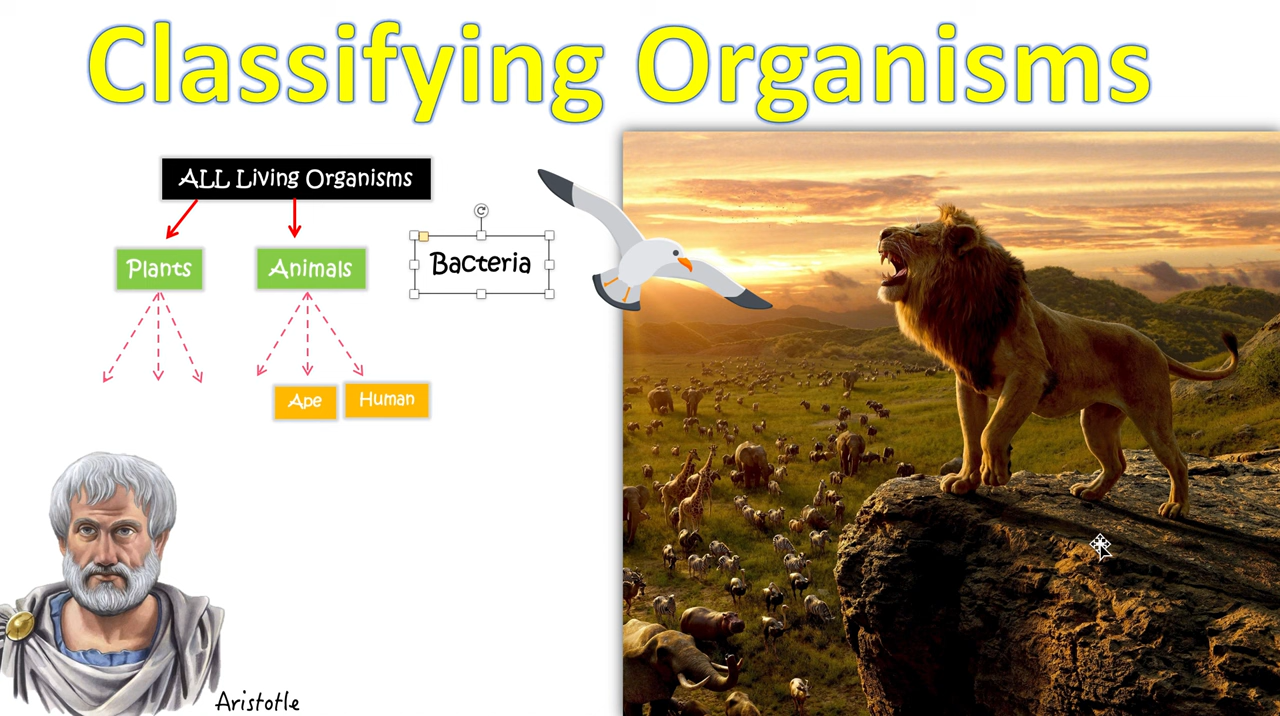 Classifying Organisms
ALL Living Organisms
Plants
Animals
Bacteria
Ape
Human
Aristotle